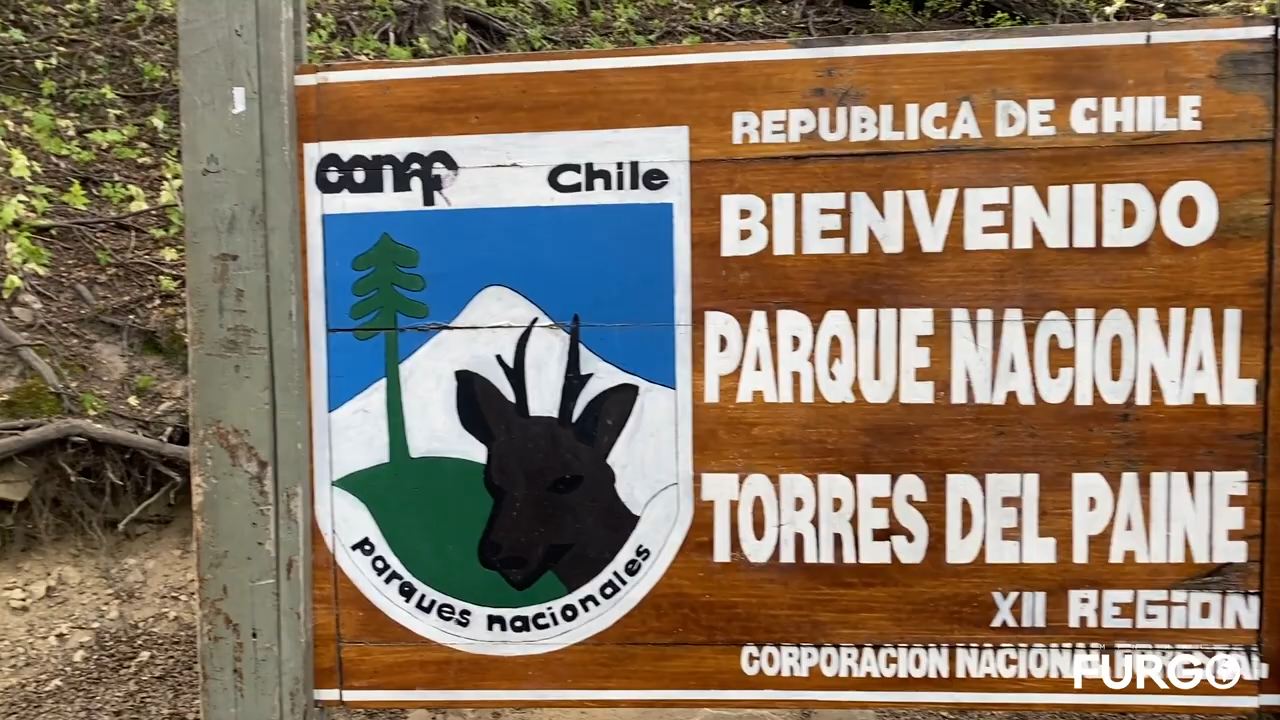 conaf Chile
parques nacionales
REPUBLICA DE CHILE
BIENVENIDO
PARQUE NACIONAL
TORRES DEL PAINE
XII REGION
CORPORACION NACIONAL
FURGO